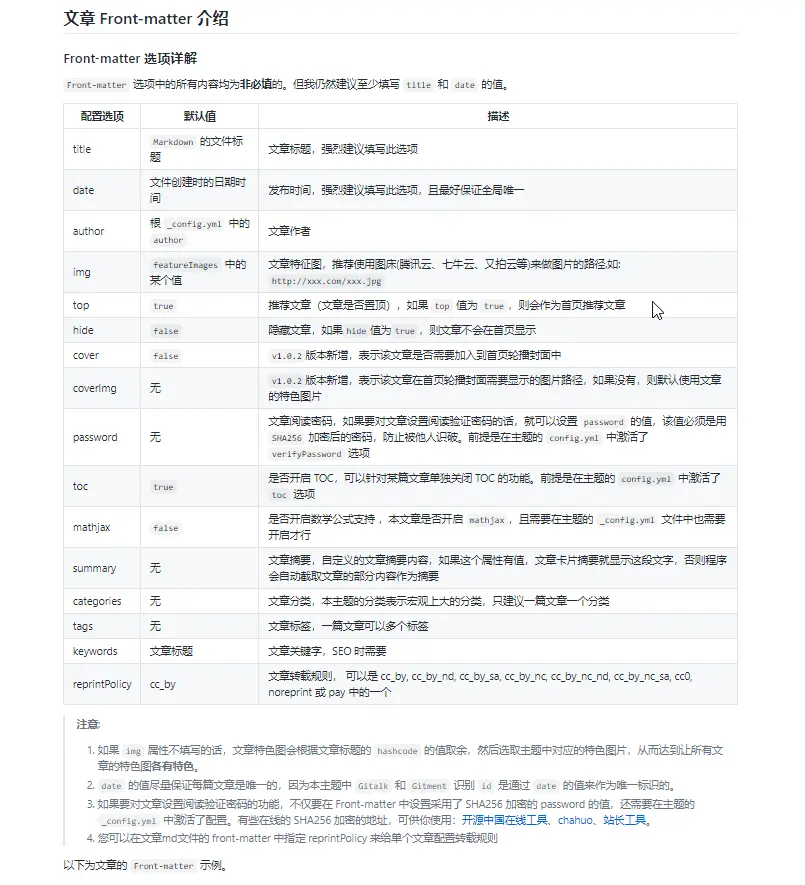 文章 Front-matter 介绍
Front-matter 选项详解
Front-matter 选项中的所有内容均为非必填的。但我仍然建议至少填写 title 和 date 的值。
配置选项 默认值 描述
title Markdown 的文件标题 文章标题，强烈建议填写此选项
date 文件创建时的日期时间 发布时间，强烈建议填写此选项，且最好保证全局唯一
author 根 _config.yml 中的 author 文章作者
img featureImages 中的某个值 文章特征图，推荐使用图床(腾讯云、七牛云、又拍云等)来做图片的路径.如: http://xxx.com/xxx.jpg
top true 推荐文章（文章是否置顶），如果 top 值为 true，则会作为首页推荐文章
hide false 隐藏文章，如果hide值为true，则文章不会在首页显示
cover false v1.0.2版本新增，表示该文章是否需要加入到首页轮播封面中
coverImg 无 v1.0.2版本新增，表示该文章在首页轮播封面需要显示的图片路径，如果没有，则默认使用文章的特色图片
password 无 文章阅读密码，如果要对文章设置阅读验证密码的话，就可以设置 password 的值，该值必须是用 SHA256 加密后的密码，防止被他人识破。前提是在主题的 config.yml 中激活了 verifyPassword 选项
toc true 是否开启 TOC，可以针对某篇文章单独关闭 TOC 的功能。前提是在主题的 config.yml 中激活了 toc 选项
mathjax false 是否开启数学公式支持 ，本文章是否开启 mathjax，且需要在主题的 _config.yml 文件中也需要开启才行
summary 无 文章摘要，自定义的文章摘要内容，如果这个属性有值，文章卡片摘要就显示这段文字，否则程序会自动截取文章的部分内容作为摘要
categories 无 文章分类，本主题的分类表示宏观上大的分类，只建议一篇文章一个分类
tags 无 文章标签，一篇文章可以多个标签
keywords 文章标题 文章关键字，SEO 时需要
reprintPolicy cc_by 文章转载规则， 可以是 cc_by, cc_by_nd, cc_by_sa, cc_by_nc, cc_by_nc_nd, cc_by_nc_sa, cc0, noreprint 或 pay 中的一个
注意:
1. 如果 img 属性不填写的话，文章特色图会根据文章标题的 hashcode 的值取余，然后选取主题中对应的特色图片，从而达到让所有文
章的特色图各有特色。
2. date 的值尽量保证每篇文章是唯一的，因为本主题中 Gitalk 和 Gitment 识别 id 是通过 date 的值来作为唯一标识的。
3. 如果要对文章设置阅读验证密码的功能，不仅要在 Front-matter 中设置采用了 SHA256 加密的 password 的值，还需要在主题的
_config.yml 中激活了配置。有些在线的 SHA256 加密的地址，可供你使用：开源中国在线工具、chahuo、站长工具。
4. 您可以在文章md文件的 front-matter 中指定 reprintPolicy 来给单个文章配置转载规则
以下为文章的 Front-matter 示例。